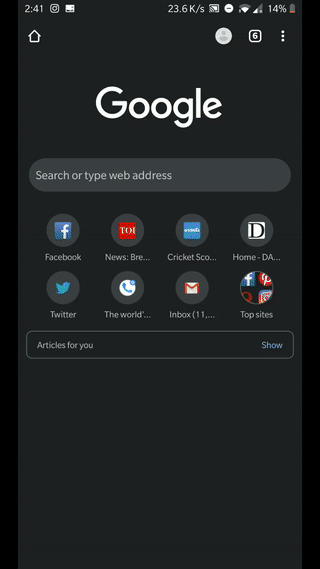 2:41 23.6 K/s 14%
6
Google
Search or type web address
f TOI D
Facebook News: Bre... Cricket Sco... Home - DA...
Twitter The world'... Inbox (11,... Top sites
Articles for you Show